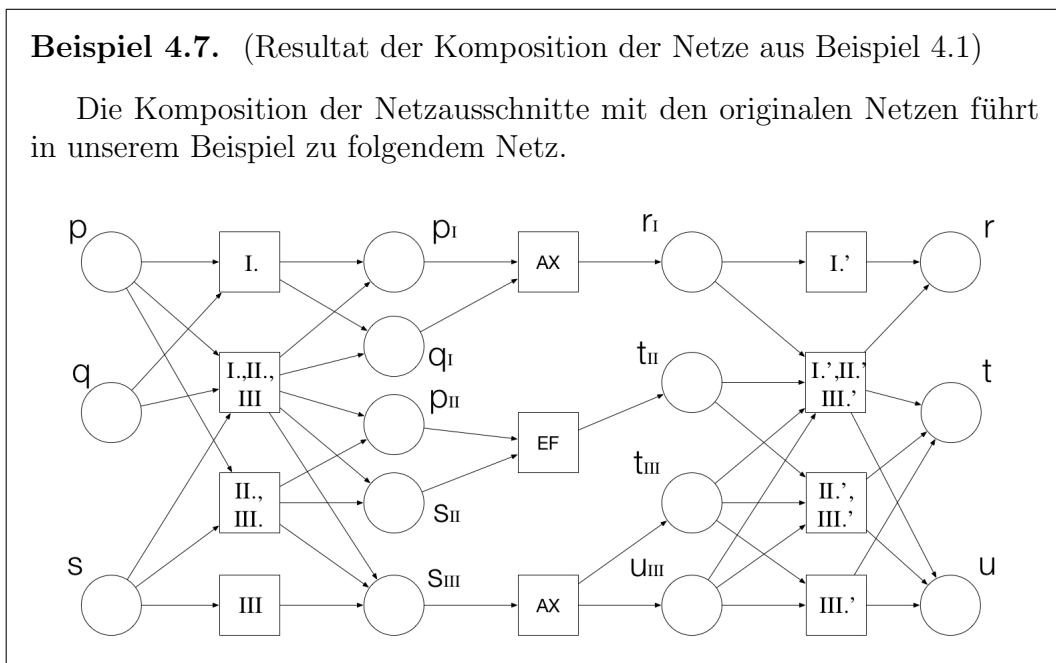 Beispiel 4.7. (Resultat der Komposition der Netze aus Beispiel 4.1)
Die Komposition der Netzausschnitte mit den originalen Netzen führt
in unserem Beispiel zu folgendem Netz.
p
I.
pI
AX
rI
I.'
r
q
I.,II.,
III
qI
pII
EF
tII
I.',II.'
III.'
t
II.,
III.
sII
tIII
II.',
III.'
s
III
sIII
AX
uIII
III.'
u